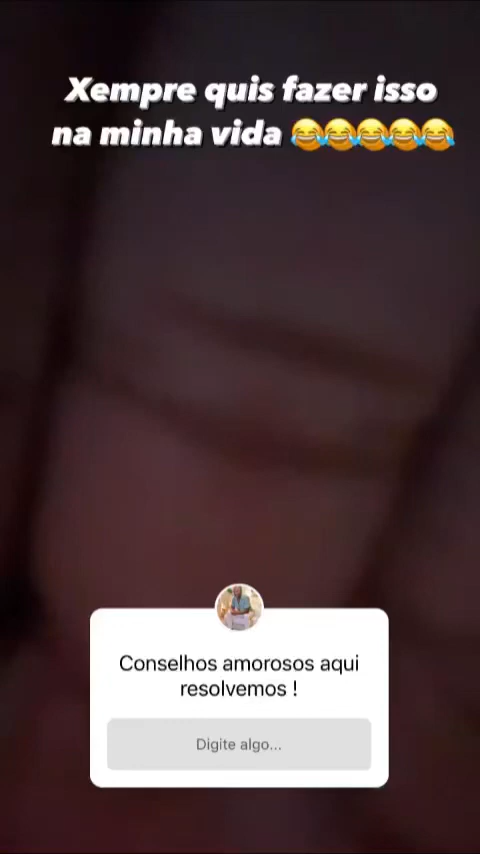 Xempre quis fazer isso
na minha vida 😂😂😂😂😂
Conselhos amorosos aqui
resolvemos !
Digite algo...